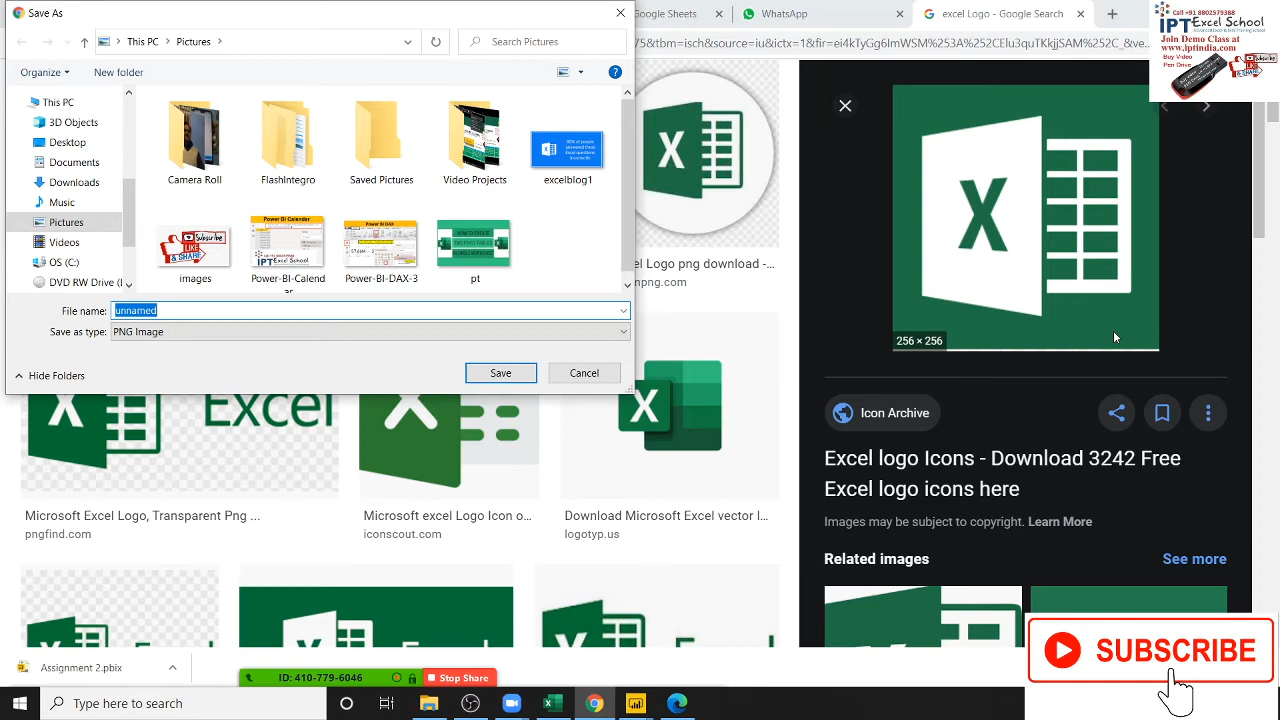 Save As
Google Sheets
WhatsApp
excel Logo - Google Search
This PC > Pictures >
Search Pictures
Organize
New folder
This PC
3D Objects
Desktop
Documents
Downloads
Music
Pictures
Videos
OS (C:)
DVD RW Drive (
Camera Roll
FlashIntegro
Saved Pictures
Video Projects
excelblog1
images
Power-BI-Calend
ar
Power-BI-DAX-3
pt
File name:
unnamed
Save as type:
PNG Image
Hide Folders
Save
Cancel
Call +91 8802579388
IPT Excel School
Join Demo Class at
www.iptindia.com
Buy Video
Pen Drive
256 × 256
Icon Archive
Excel logo Icons - Download 3242 Free
Excel logo icons here
Images may be subject to copyright. Learn More
Related images
See more
el Logo png download -...
Excel
Microsoft Excel Logo, Transparent Png ...
pngfind.com
Microsoft excel Logo Icon o...
iconscout.com
Download Microsoft Excel vector l...
logotyp.us
Assignment 2.pbix
ID: 410-779-6046
Stop Share
SUBSCRIBE
Type here to search